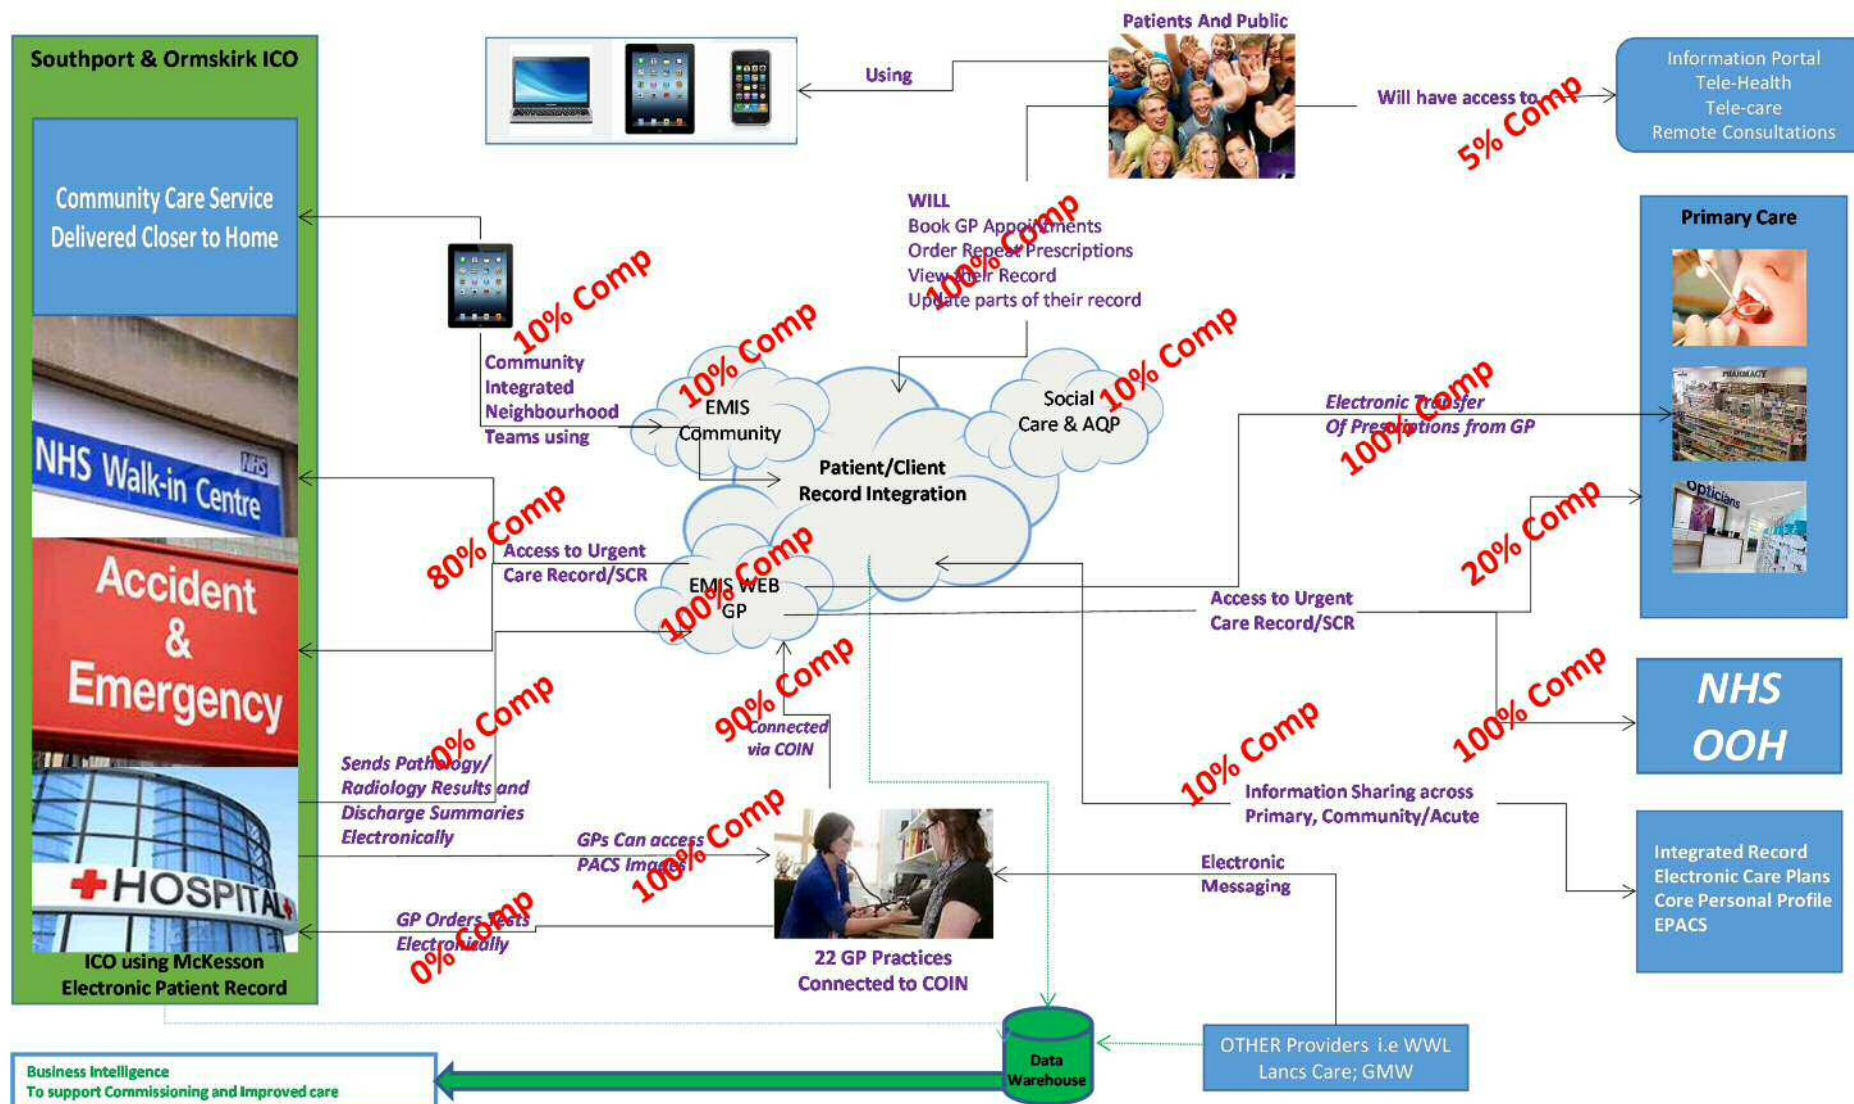 Patients And Public
Southport & Ormskirk ICO
Using
Will have access to
5% Comp
Information Portal
Tele-Health
Tele-care
Remote Consultations
Community Care Service
Delivered Closer to Home
WILL
Book GP Appointments
Order Repeat Prescriptions
View their Record
Update parts of their record
100% Comp
Primary Care
10% Comp
Community
Integrated
Neighbourhood
Teams using
10% Comp
EMIS
Community
Social
Care & AQP
10% Comp
Patient/Client
Record Integration
Electronic Transfer
Of Prescriptions from GP
100% Comp
PHARMACY
Opticians
NHS Walk-in Centre
NHS
80% Comp
Access to Urgent
Care Record/SCR
EMIS WEB
GP
100% Comp
Access to Urgent
Care Record/SCR
20% Comp
Accident
&
Emergency
100% Comp
NHS
OOH
0% Comp
Sends Pathology/
Radiology Results and
Discharge Summaries
Electronically
90% Comp
Connected
via COIN
10% Comp
Information Sharing across
Primary, Community/Acute
Integrated Record
Electronic Care Plans
Core Personal Profile
EPACS
HOSPITAL
GPs Can access
PACS Images
100% Comp
Electronic
Messaging
GP Orders Tests
Electronically
0% Comp
22 GP Practices
Connected to COIN
ICO using McKesson
Electronic Patient Record
Data
Warehouse
OTHER Providers i.e WWL
Lancs Care; GMW
Business Intelligence
To support Commissioning and Improved care